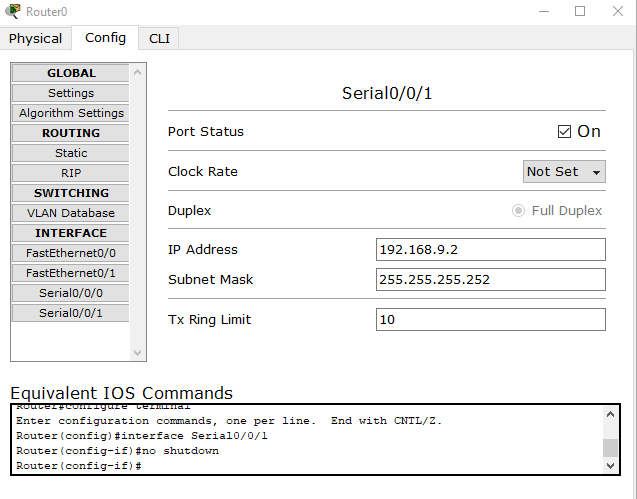 Router0
Physical Config CLI
GLOBAL
Settings
Algorithm Settings
ROUTING
Static
RIP
SWITCHING
VLAN Database
INTERFACE
FastEthernet0/0
FastEthernet0/1
Serial0/0/0
Serial0/0/1
Serial0/0/1
Port Status On
Clock Rate Not Set
Duplex Full Duplex
IP Address 192.168.9.2
Subnet Mask 255.255.255.252
Tx Ring Limit 10
Equivalent IOS Commands
Router#configure terminal
Enter configuration commands, one per line.  End with CNTL/Z.
Router(config)#interface Serial0/0/1
Router(config-if)#no shutdown
Router(config-if)#